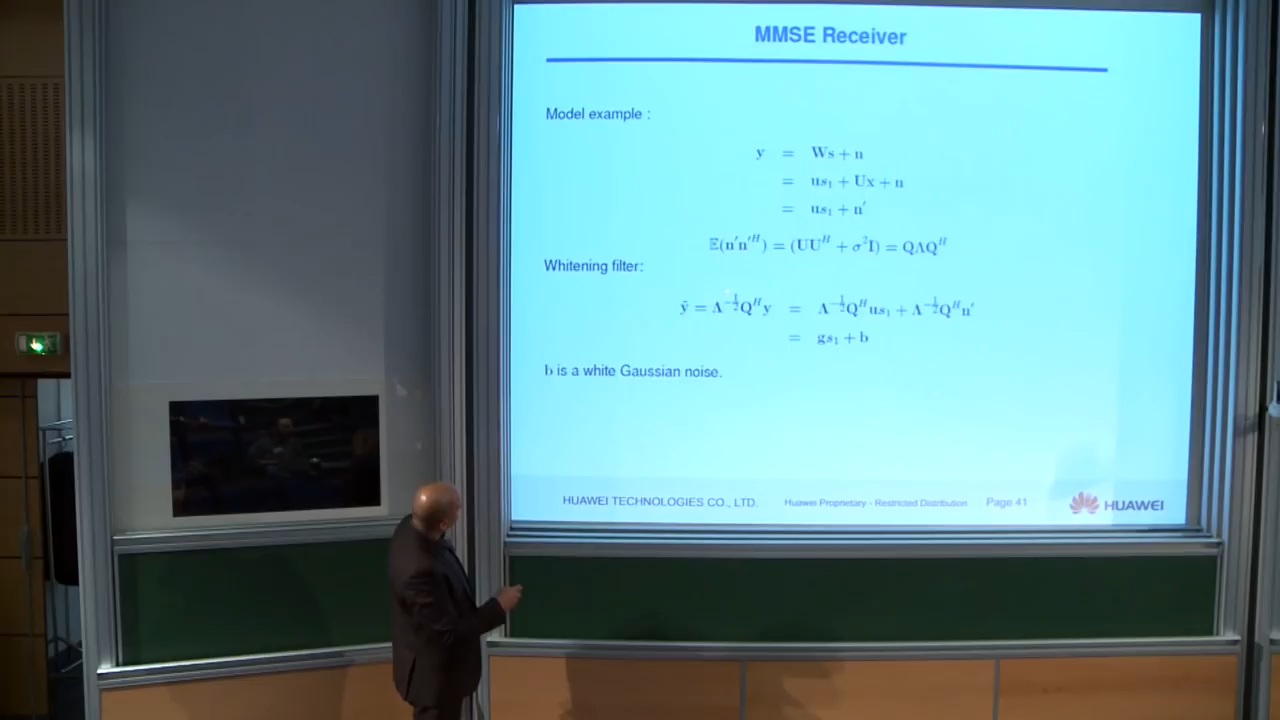 MMSE Receiver
Model example :
y = Ws + n
= us₁ + Ux + n
= us₁ + n′
𝔼(n′n′ᴴ) = (UUᴴ + σ²I) = QΛQᴴ
Whitening filter:
ỹ = Λ^{-1/2}Qᴴy = Λ^{-1/2}Qᴴus₁ + Λ^{-1/2}Qᴴn′
= gs₁ + b
b is a white Gaussian noise.
HUAWEI TECHNOLOGIES CO., LTD. Huawei Proprietary - Restricted Distribution Page 41 HUAWEI